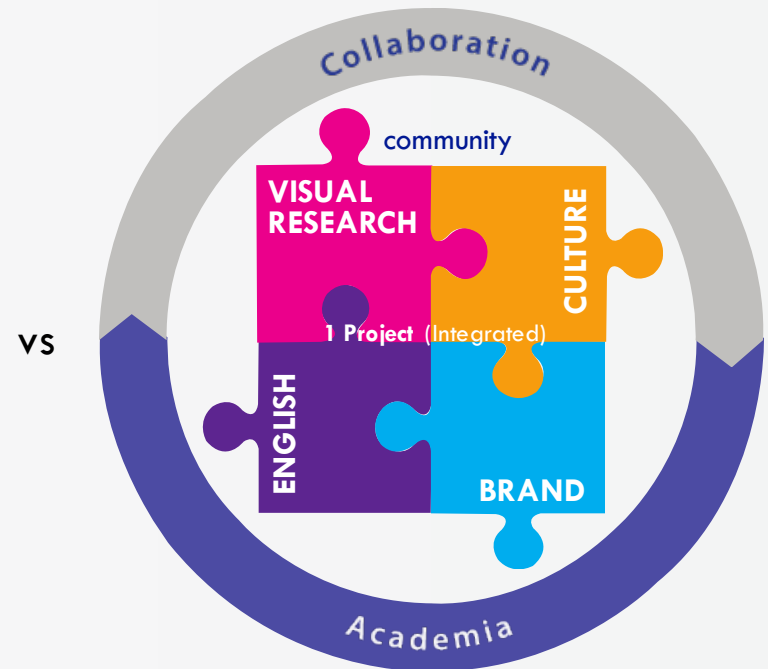 Collaboration
community
VISUAL
RESEARCH
CULTURE
vs
1 Project (Integrated)
ENGLISH
BRAND
Academia